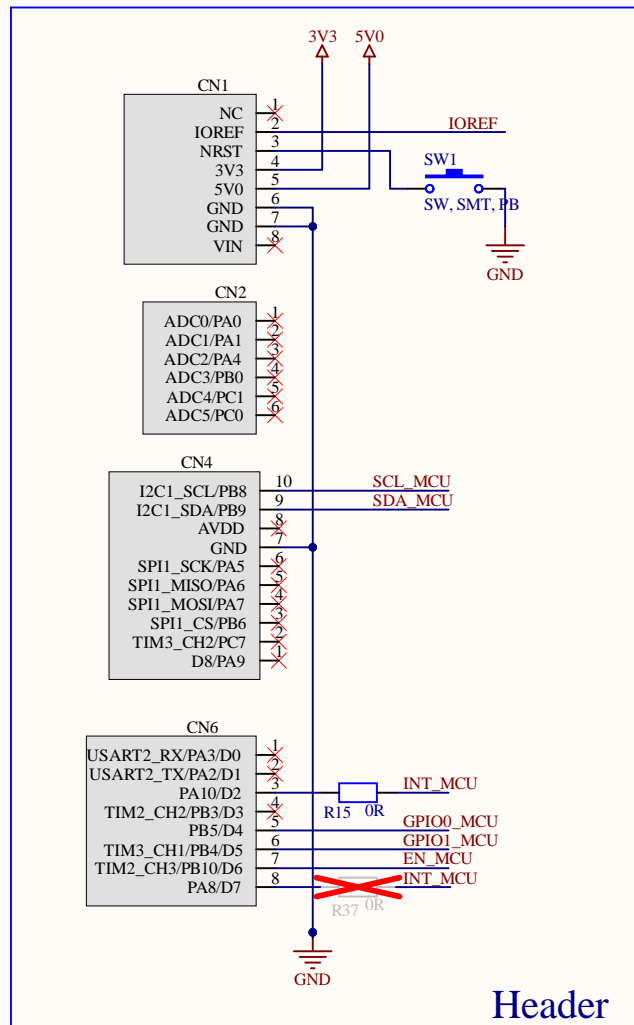 3V3 5V0
CN1
NC 1
IOREF 2 IOREF
NRST 3
3V3 4
5V0 5
GND 6
GND 7
VIN 8
SW1
SW, SMT, PB
GND
CN2
ADC0/PA0 1
ADC1/PA1 2
ADC2/PA4 3
ADC3/PB0 4
ADC4/PC1 5
ADC5/PC0 6
CN4
I2C1_SCL/PB8 10 SCL_MCU
I2C1_SDA/PB9 9 SDA_MCU
AVDD 8
GND 7
SPI1_SCK/PA5 6
SPI1_MISO/PA6 5
SPI1_MOSI/PA7 4
SPI1_CS/PB6 3
TIM3_CH2/PC7 2
D8/PA9 1
CN6
USART2_RX/PA3/D0 1
USART2_TX/PA2/D1 2
PA10/D2 3 INT_MCU
R15 0R
TIM2_CH2/PB3/D3 4
PB5/D4 5 GPIO0_MCU
TIM3_CH1/PB4/D5 6 GPIO1_MCU
TIM2_CH3/PB10/D6 7 EN_MCU
PA8/D7 8 INT_MCU
R37 0R
GND
Header